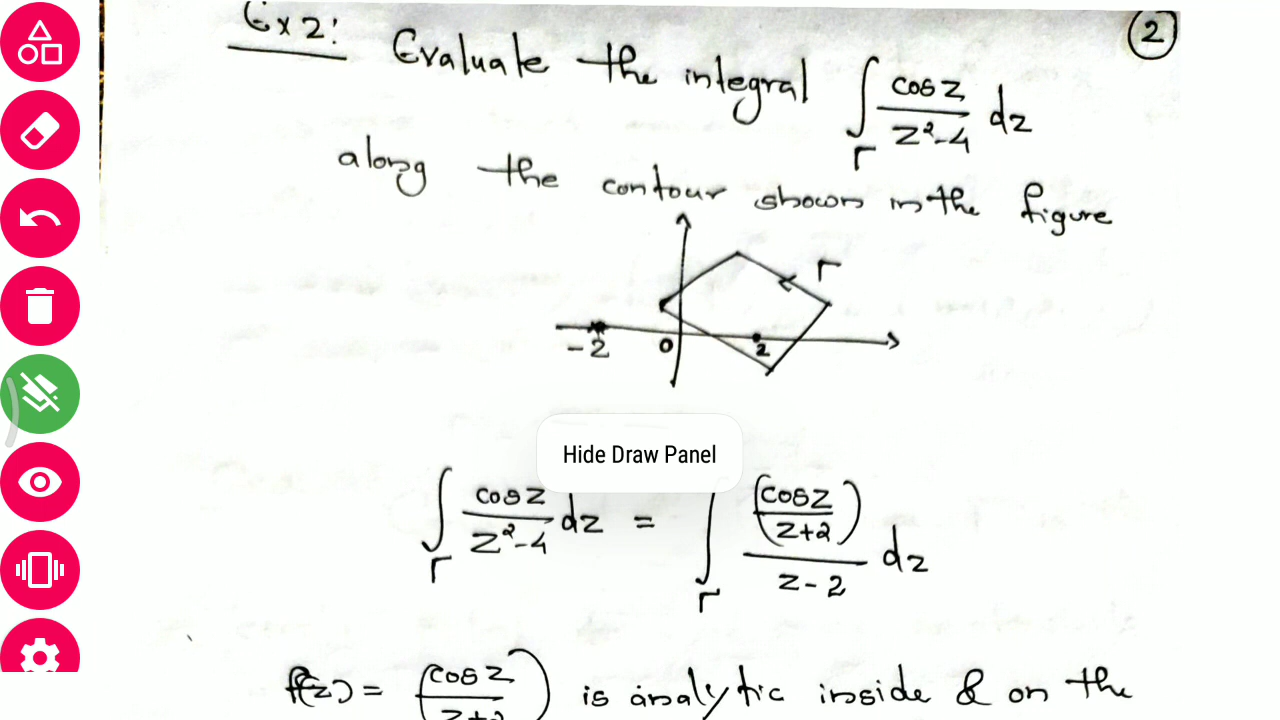 Ex 2:
2
Evaluate the integral ∫_Γ cos z / (z² - 4) dz
along the contour shown in the figure
Γ
-2 0 2
Hide Draw Panel
∫_Γ cos z / (z² - 4) dz = ∫_Γ (cos z / (z + 2)) / (z - 2) dz
f(z) = (cos z / (z + 2)) is analytic inside & on the